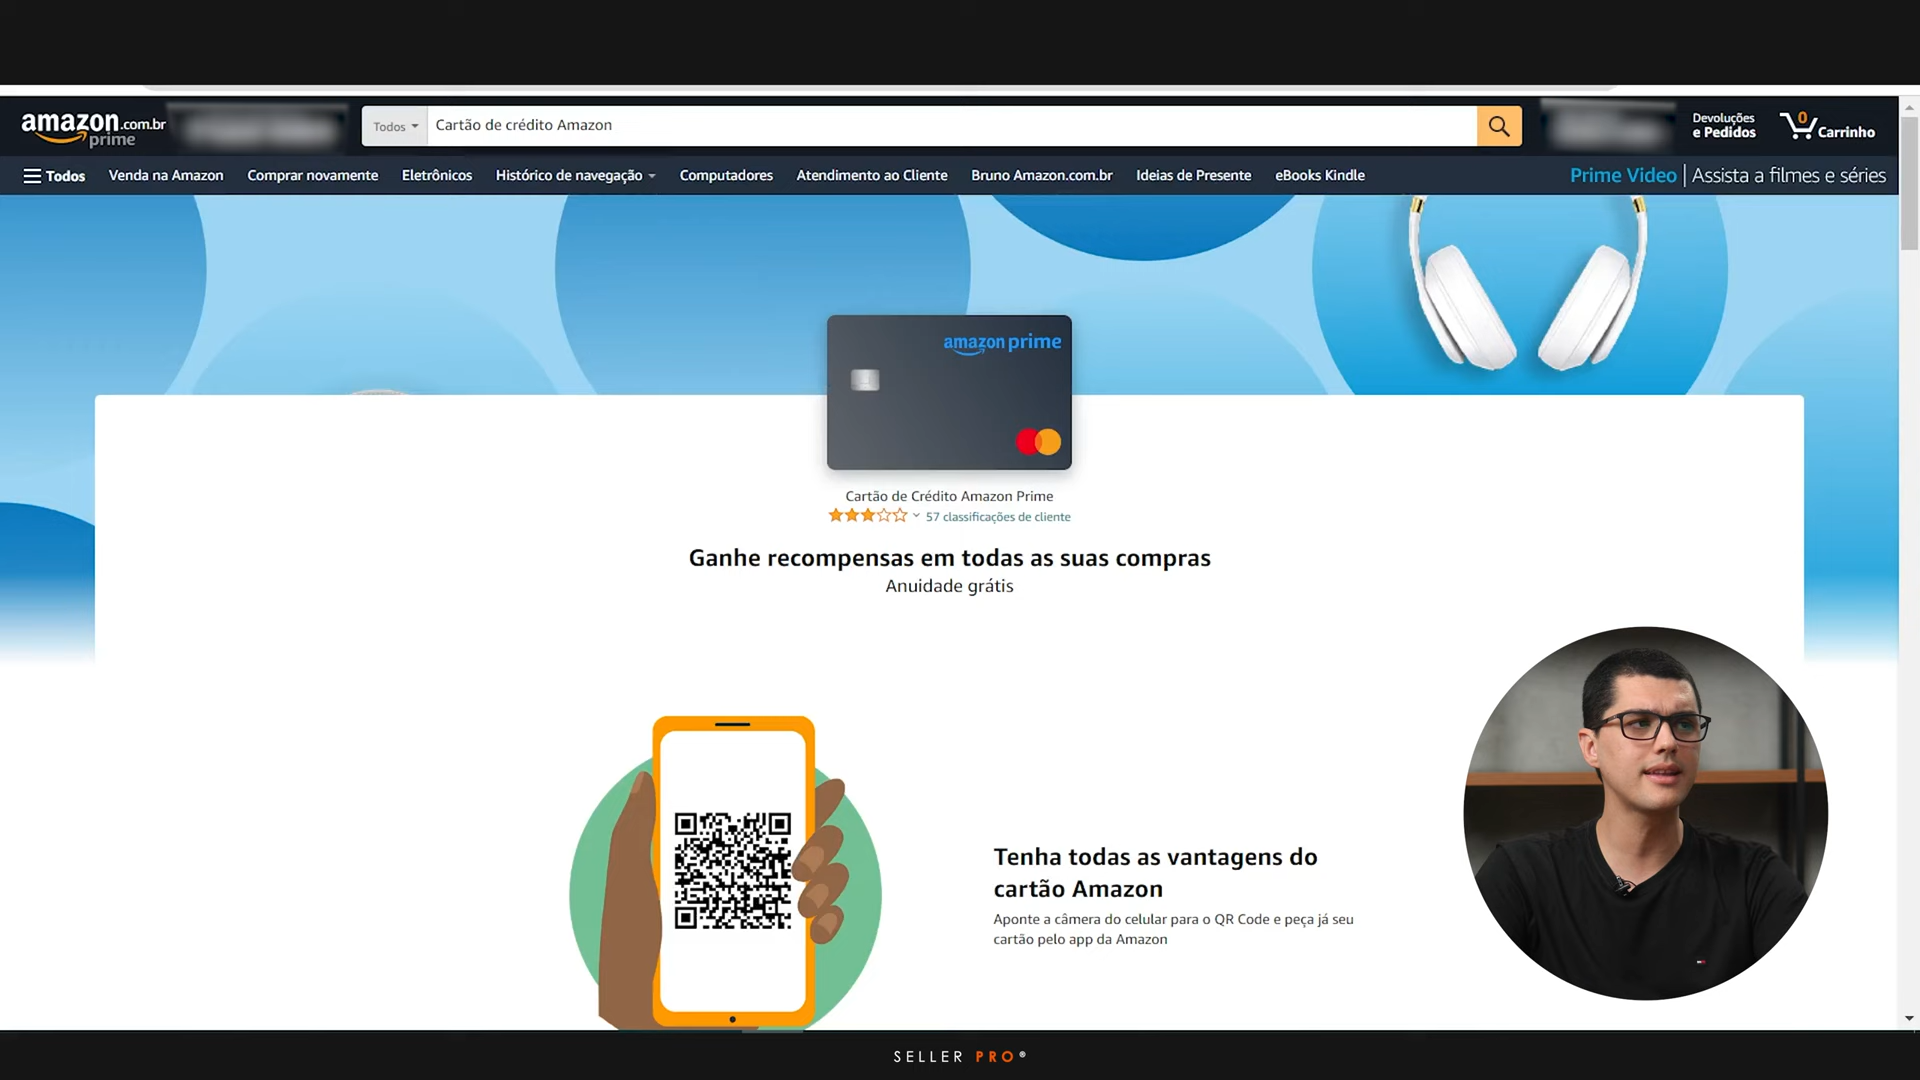 amazon.com.br
prime
Todos
Cartão de crédito Amazon
Devoluções
e Pedidos
0
Carrinho
Todos
Venda na Amazon
Comprar novamente
Eletrônicos
Histórico de navegação
Computadores
Atendimento ao Cliente
Bruno Amazon.com.br
Ideias de Presente
eBooks Kindle
Prime Video | Assista a filmes e séries
amazon prime
Cartão de Crédito Amazon Prime
57 classificações de cliente
Ganhe recompensas em todas as suas compras
Anuidade grátis
Tenha todas as vantagens do
cartão Amazon
Aponte a câmera do celular para o QR Code e peça já seu
cartão pelo app da Amazon
SELLER PRO®